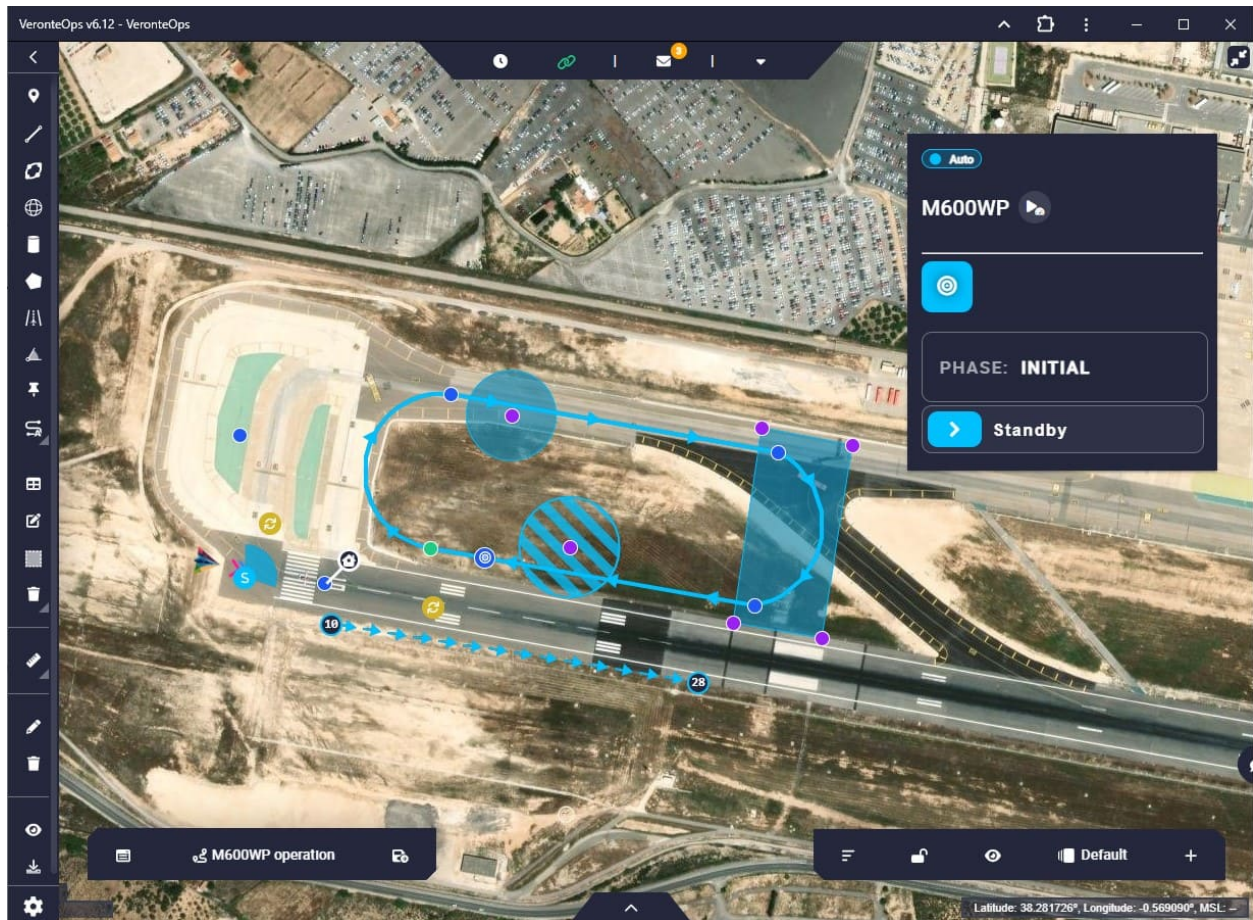 VeronteOps v6.12 - VeronteOps
3
Auto
M600WP
PHASE: INITIAL
Standby
S
10
28
M600WP operation
Default
Latitude: 38.281726°, Longitude: -0.569090°, MSL: --